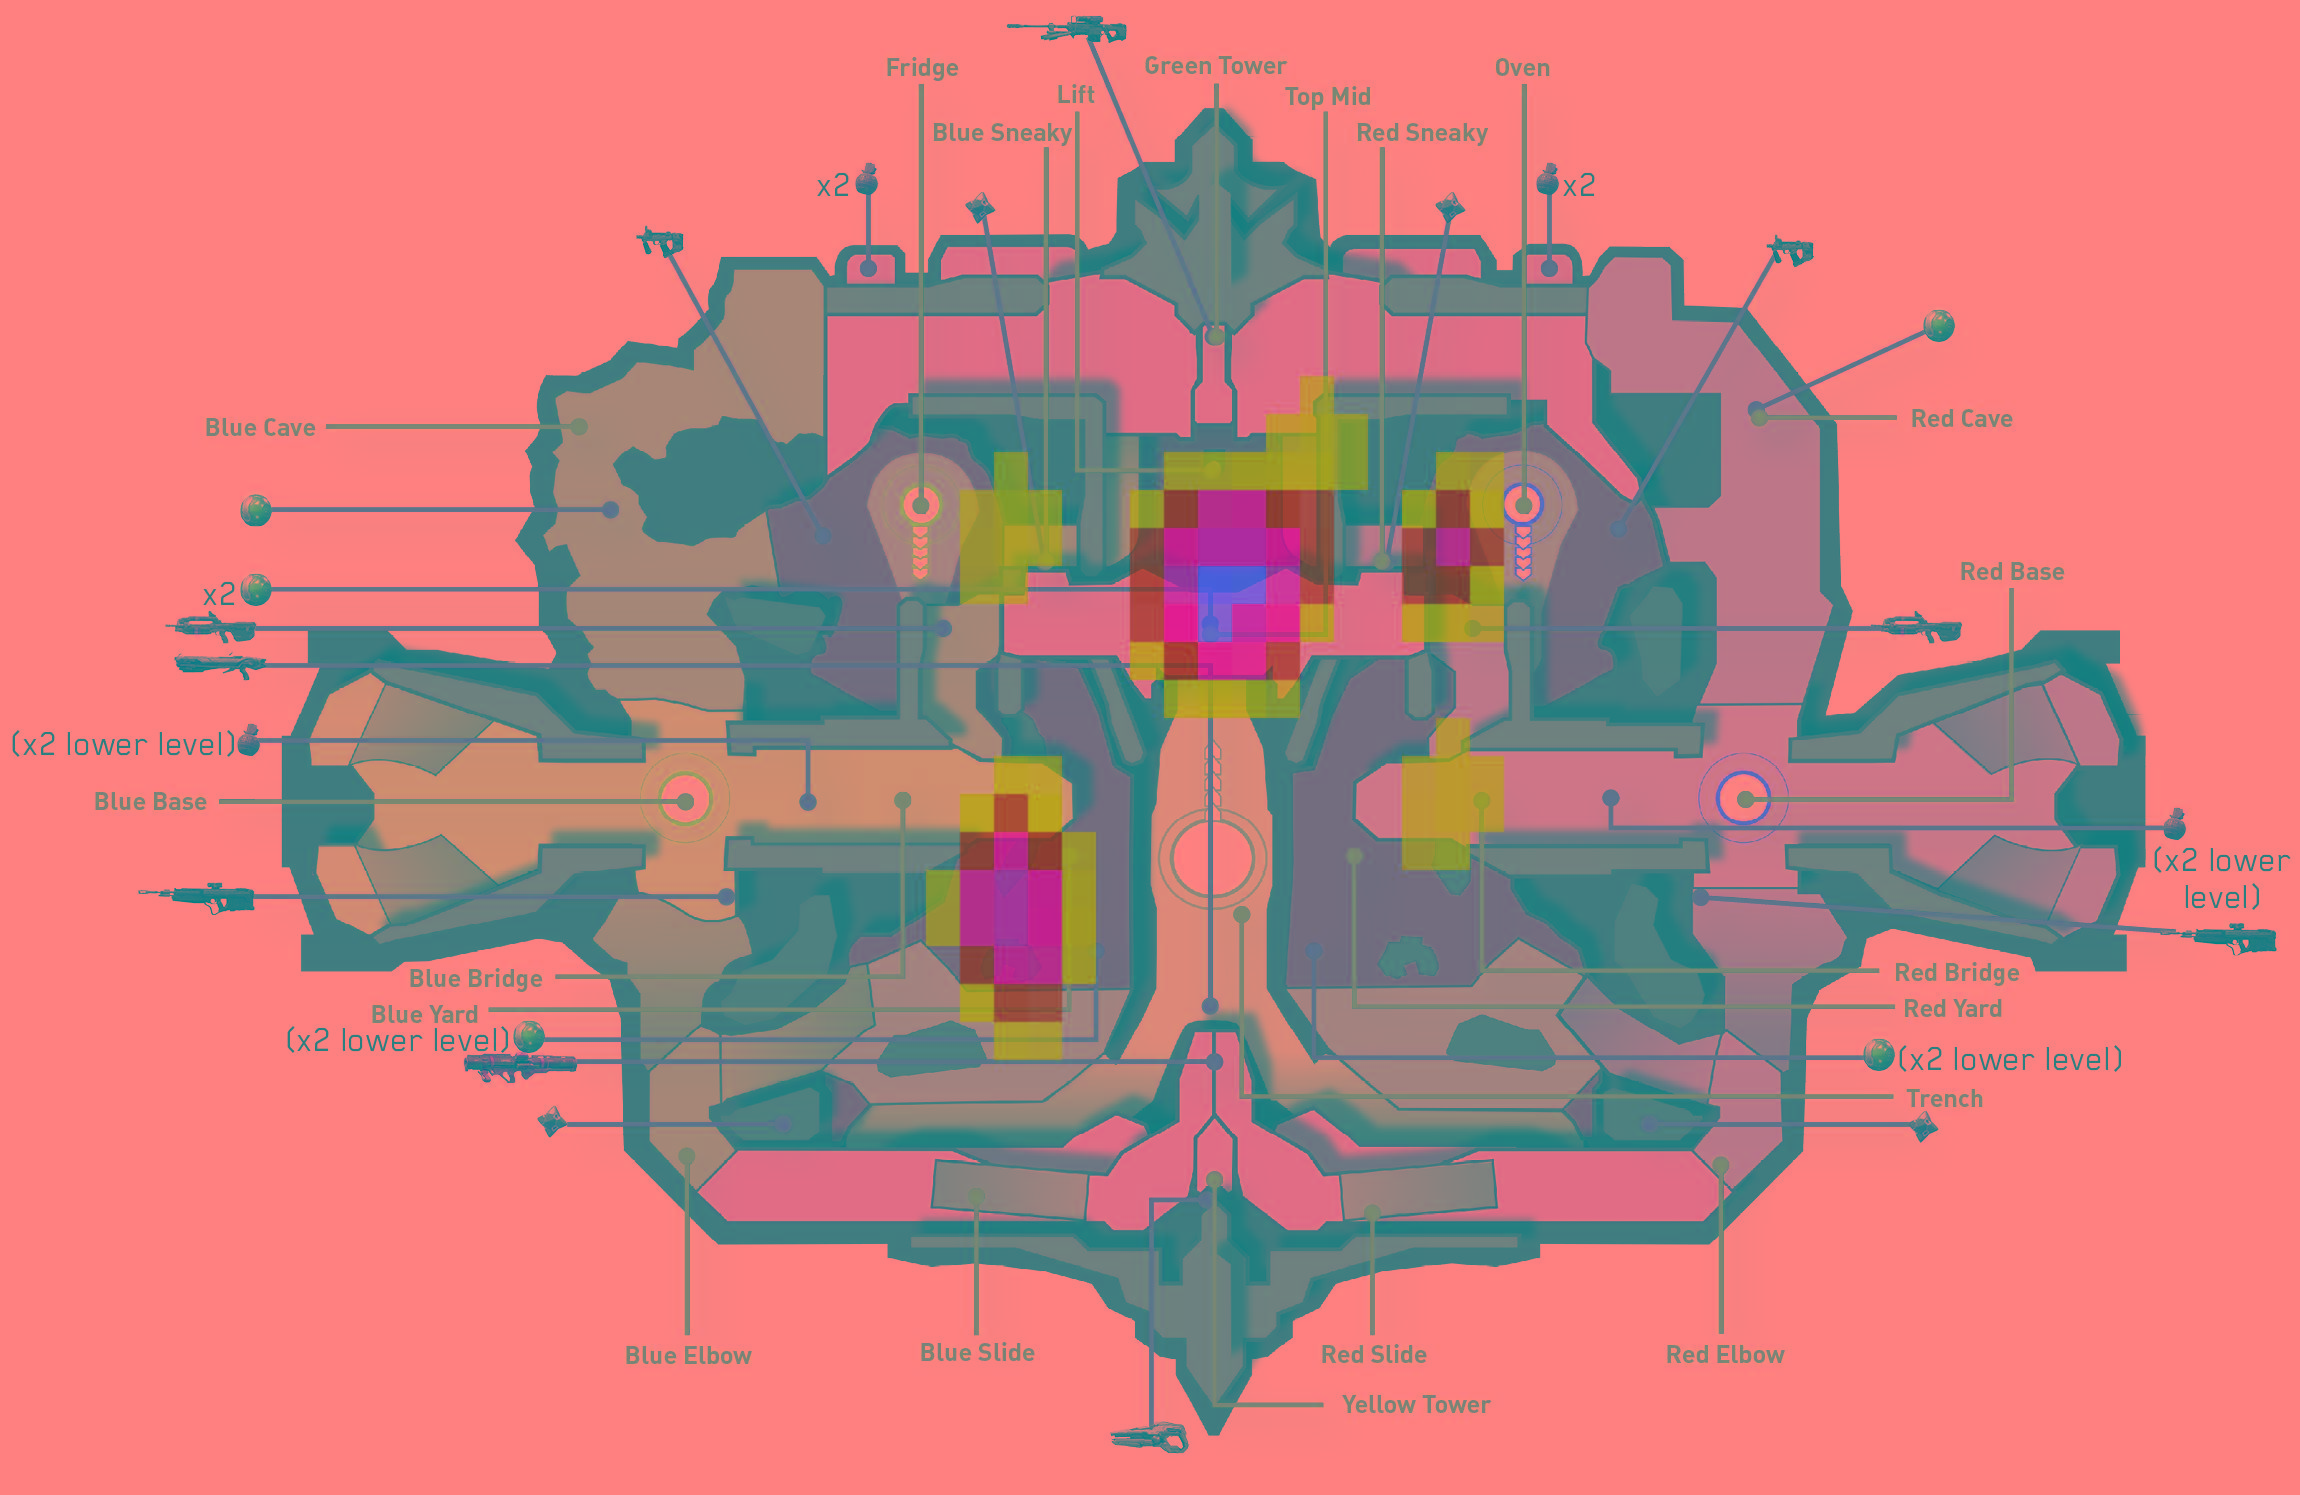 Fridge
Green Tower
Oven
Lift
Top Mid
Blue Sneaky
Red Sneaky
x2
x2
Blue Cave
Red Cave
x2
Red Base
(x2 lower level)
Blue Base
(x2 lower
level)
Blue Bridge
Red Bridge
Blue Yard
Red Yard
(x2 lower level)
(x2 lower level)
Trench
Blue Elbow
Blue Slide
Red Slide
Red Elbow
Yellow Tower